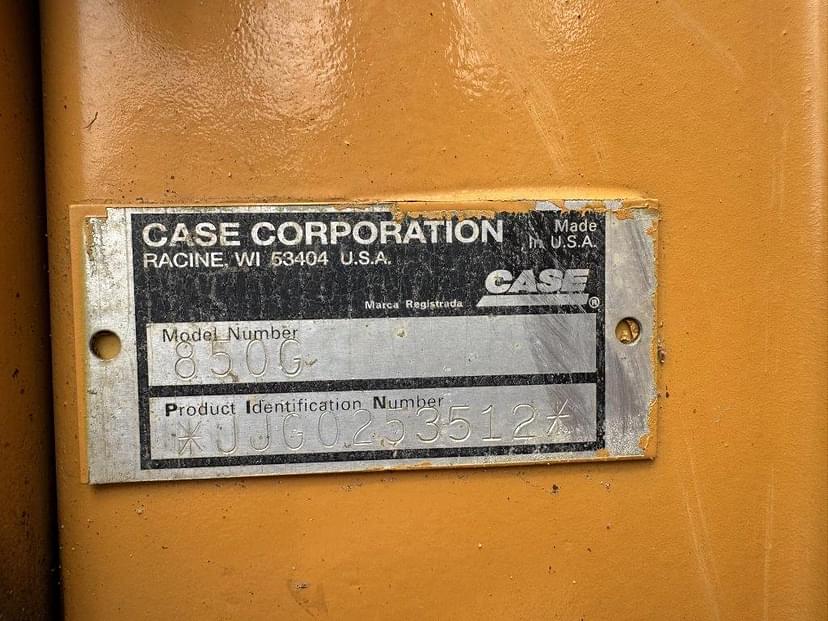 CASE CORPORATION
RACINE, WI 53404 U.S.A.
Made
in U.S.A.
CASE
Marca Registrada
®
Model Number
850G
Product Identification Number
*JJG0253512*